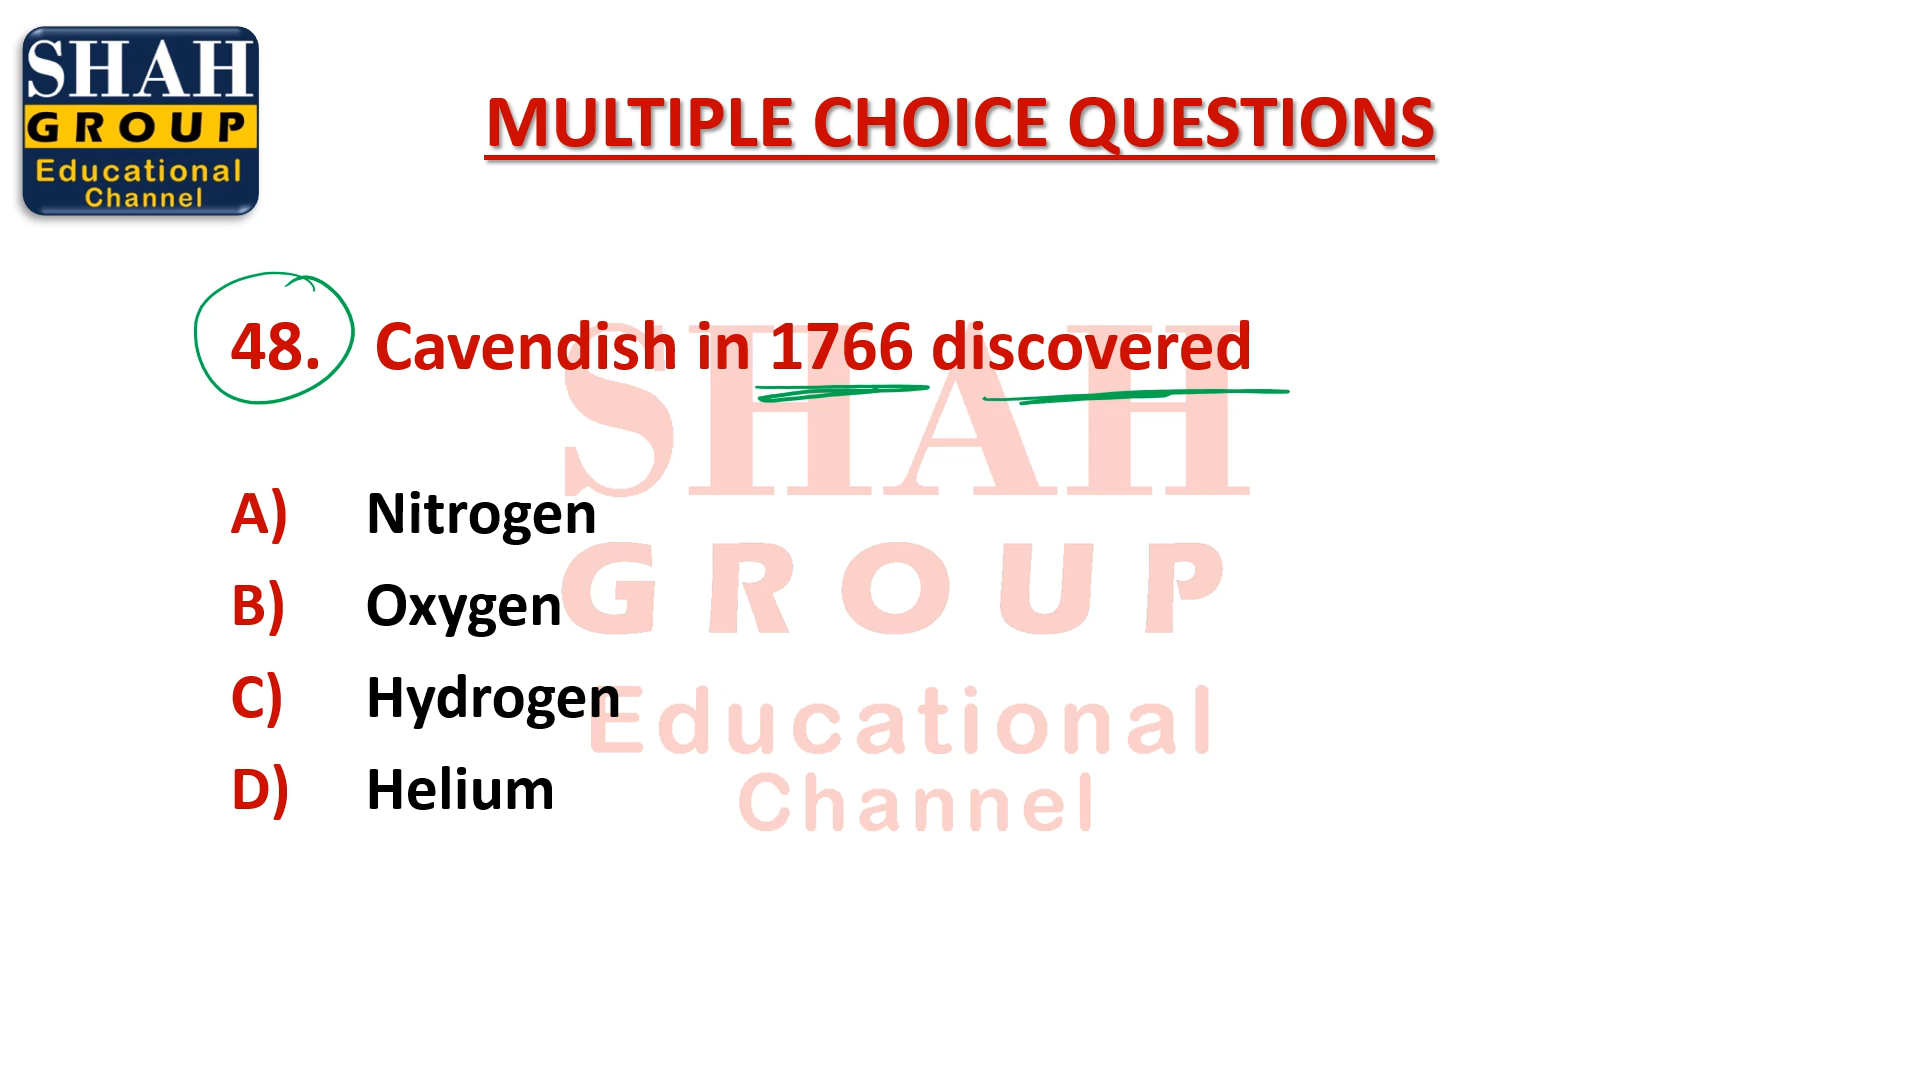 SHAH
GROUP
Educational
Channel
MULTIPLE CHOICE QUESTIONS
48. Cavendish in 1766 discovered
A) Nitrogen
B) Oxygen
C) Hydrogen
D) Helium
SHAH
GROUP
Educational
Channel